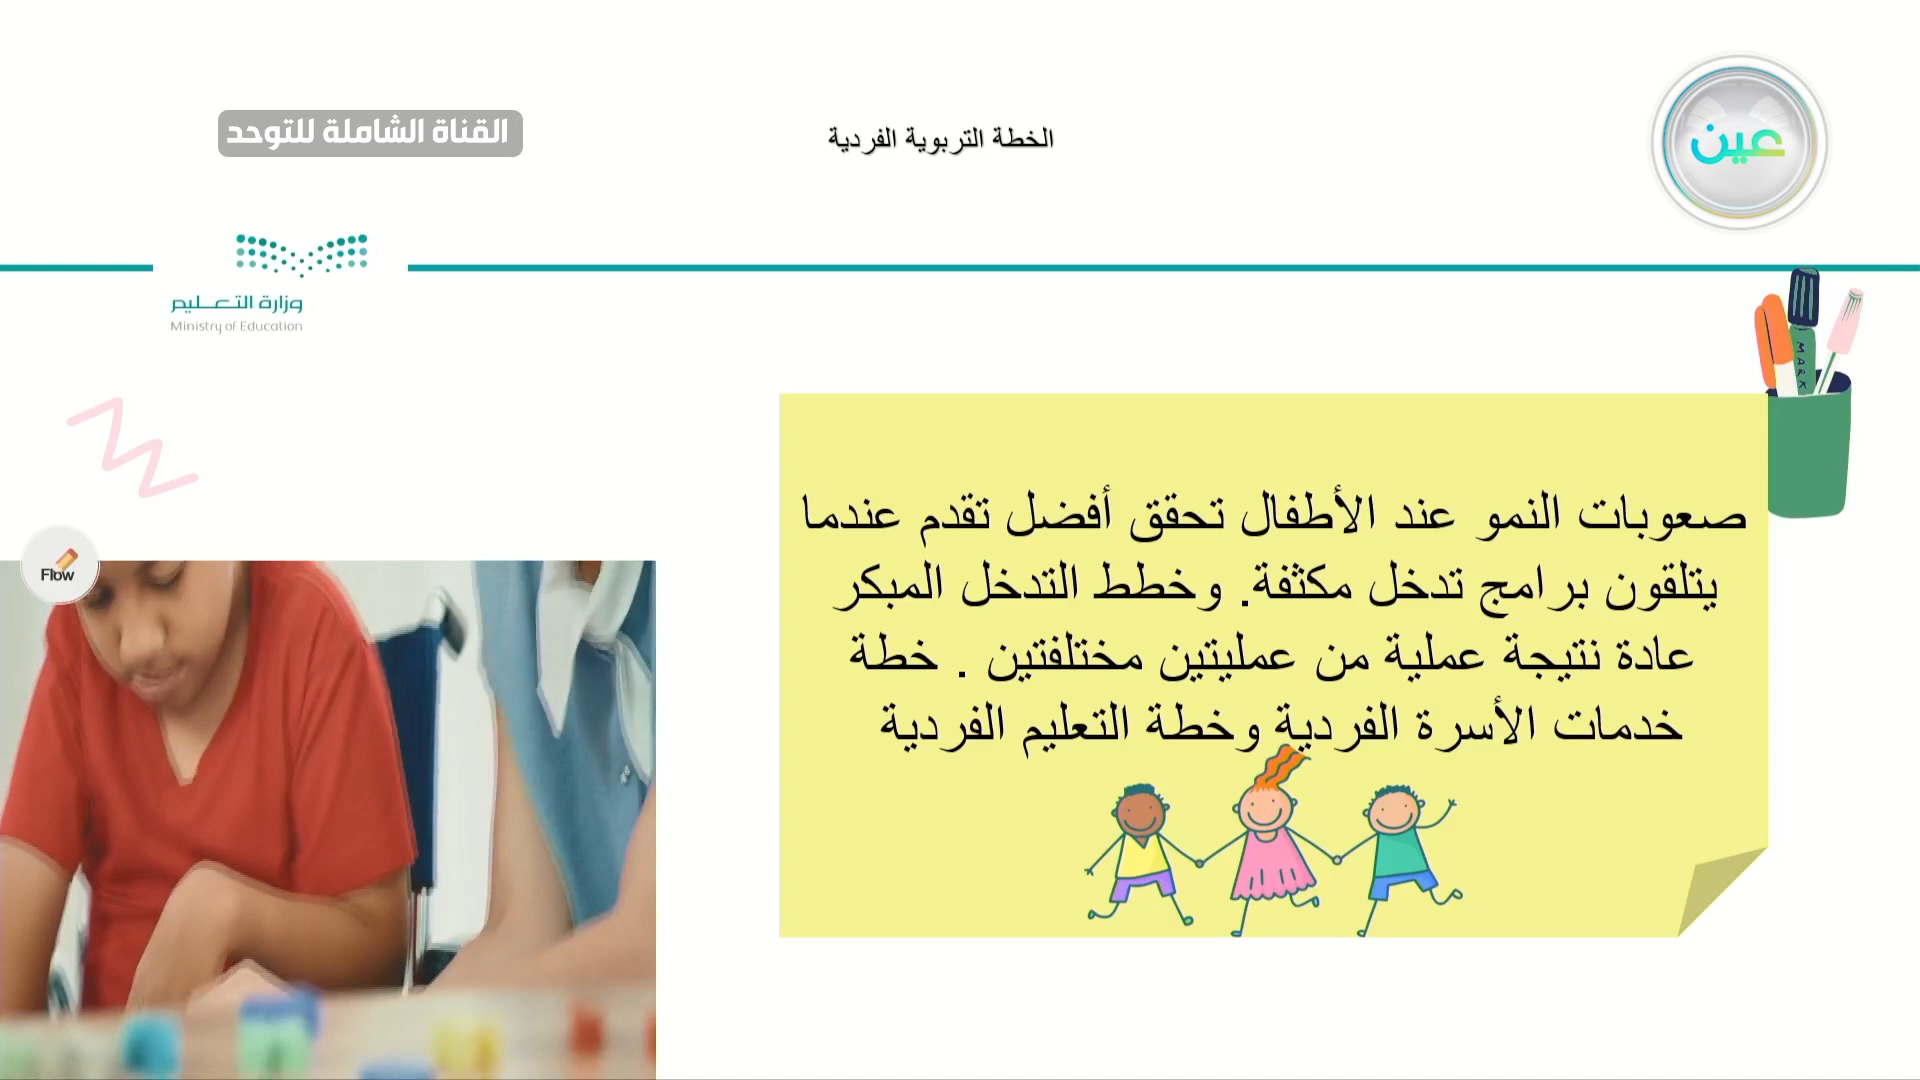 عين
الخطة التربوية الفردية
القناة الشاملة للتوحد
وزارة التعليم
Ministry of Education
MARK
صعوبات النمو عند الأطفال تحقق أفضل تقدم عندما
يتلقون برامج تدخل مكثفة. وخطط التدخل المبكر
عادة نتيجة عملية من عمليتين مختلفتين . خطة
خدمات الأسرة الفردية وخطة التعليم الفردية
Flow